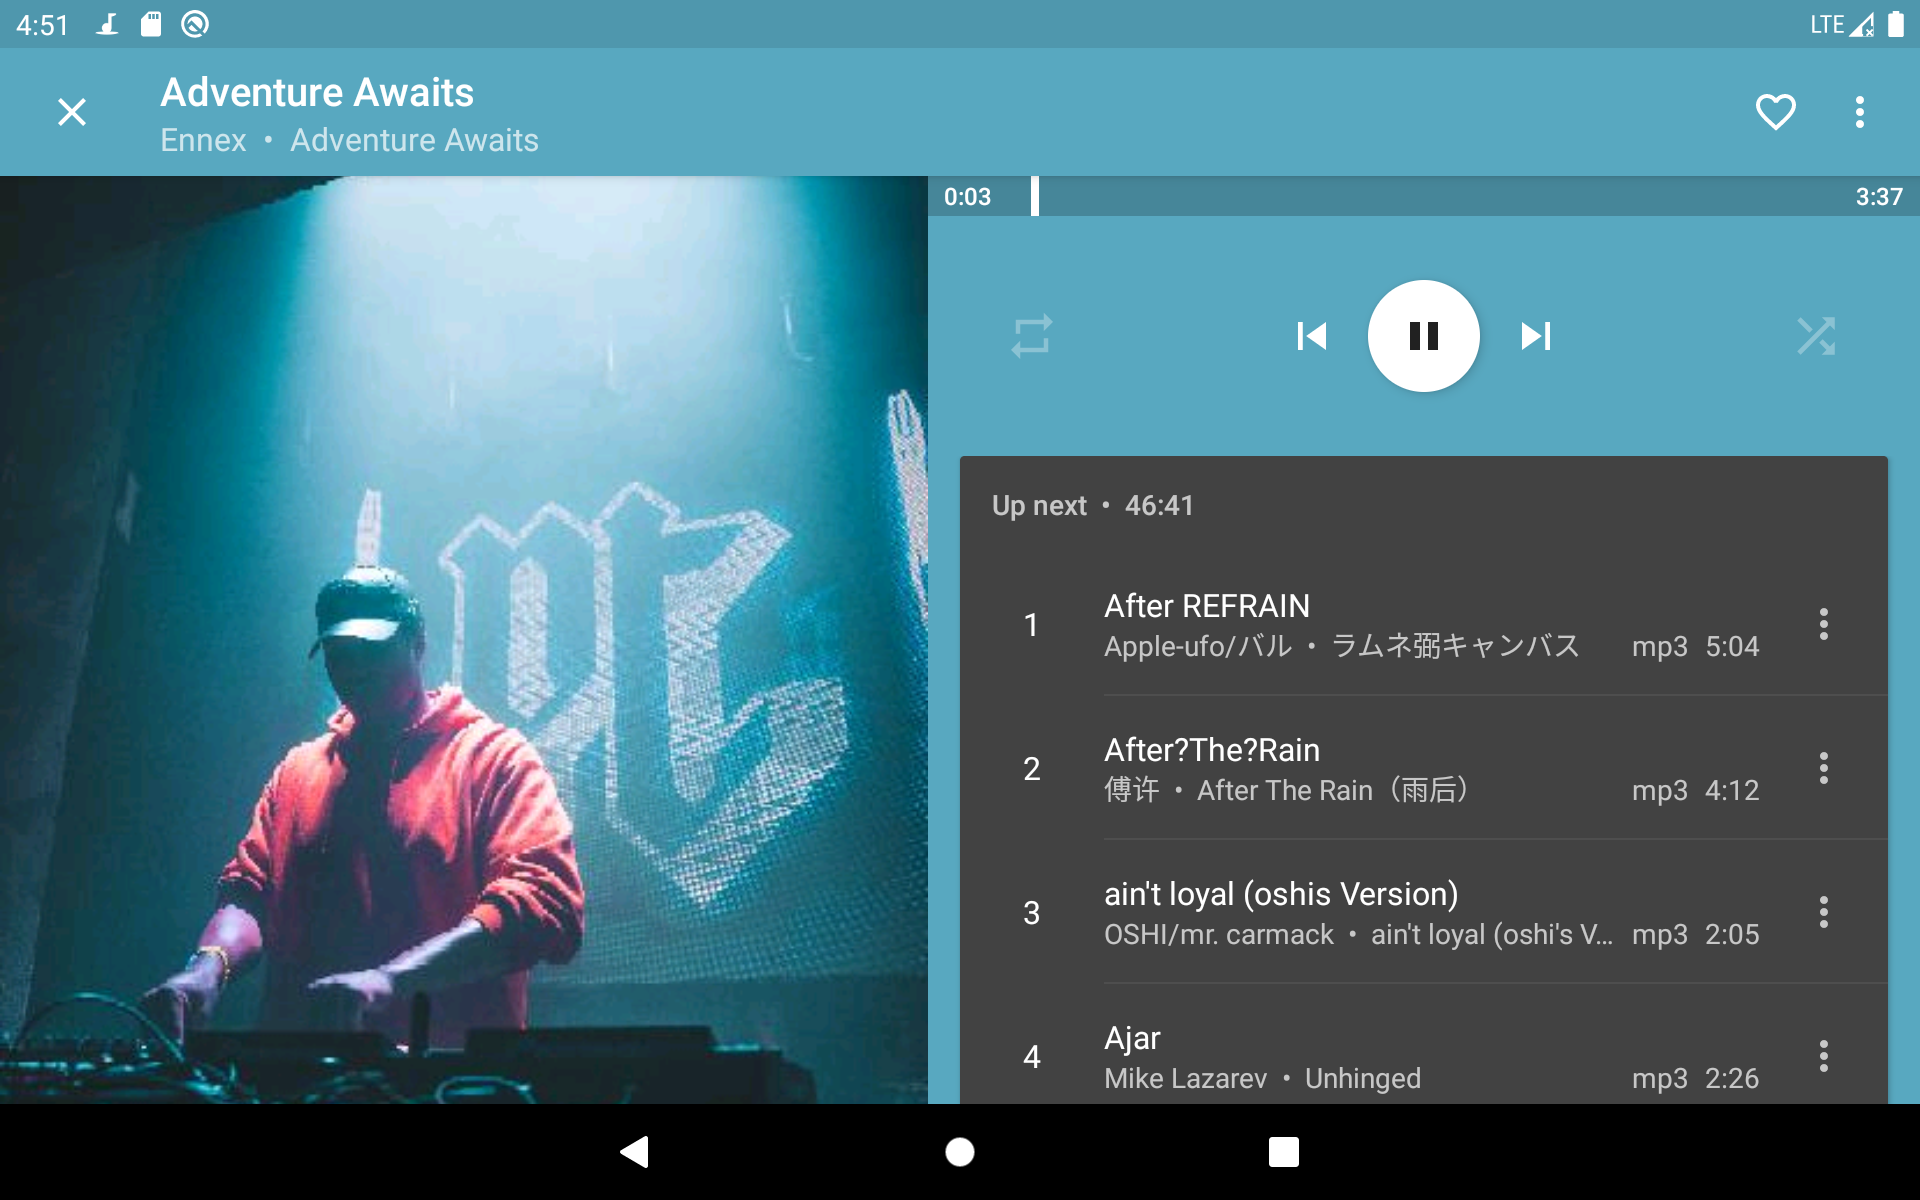 4:51
LTE
Adventure Awaits
Ennex • Adventure Awaits
0:03
3:37
Up next • 46:41
1
After REFRAIN
Apple-ufo/バル • ラムネ弼キャンバス mp3 5:04
2
After?The?Rain
傅许 • After The Rain（雨后） mp3 4:12
3
ain't loyal (oshis Version)
OSHI/mr. carmack • ain't loyal (oshi's V... mp3 2:05
4
Ajar
Mike Lazarev • Unhinged mp3 2:26